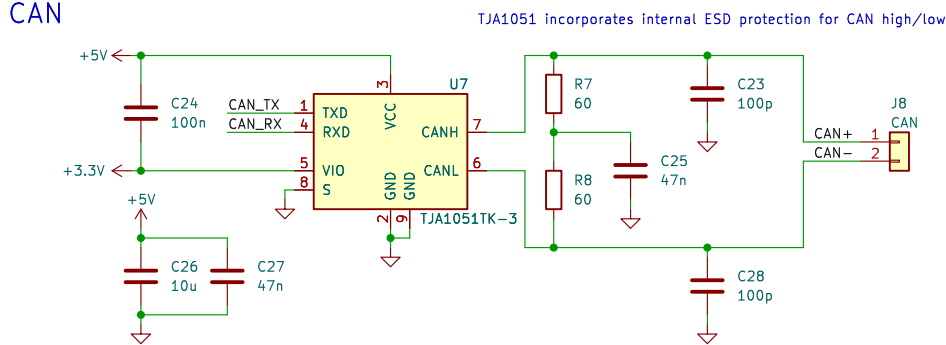 CAN
TJA1051 incorporates internal ESD protection for CAN high/low
+5V
C24
100n
CAN_TX
CAN_RX
+3.3V
U7
3
VCC
1
TXD
4
RXD
5
VIO
8
S
CANH
7
CANL
6
GND
GND
2
9
TJA1051TK-3
R7
60
R8
60
C25
47n
C23
100p
C28
100p
J8
CAN
CAN+
1
CAN-
2
+5V
C26
10u
C27
47n